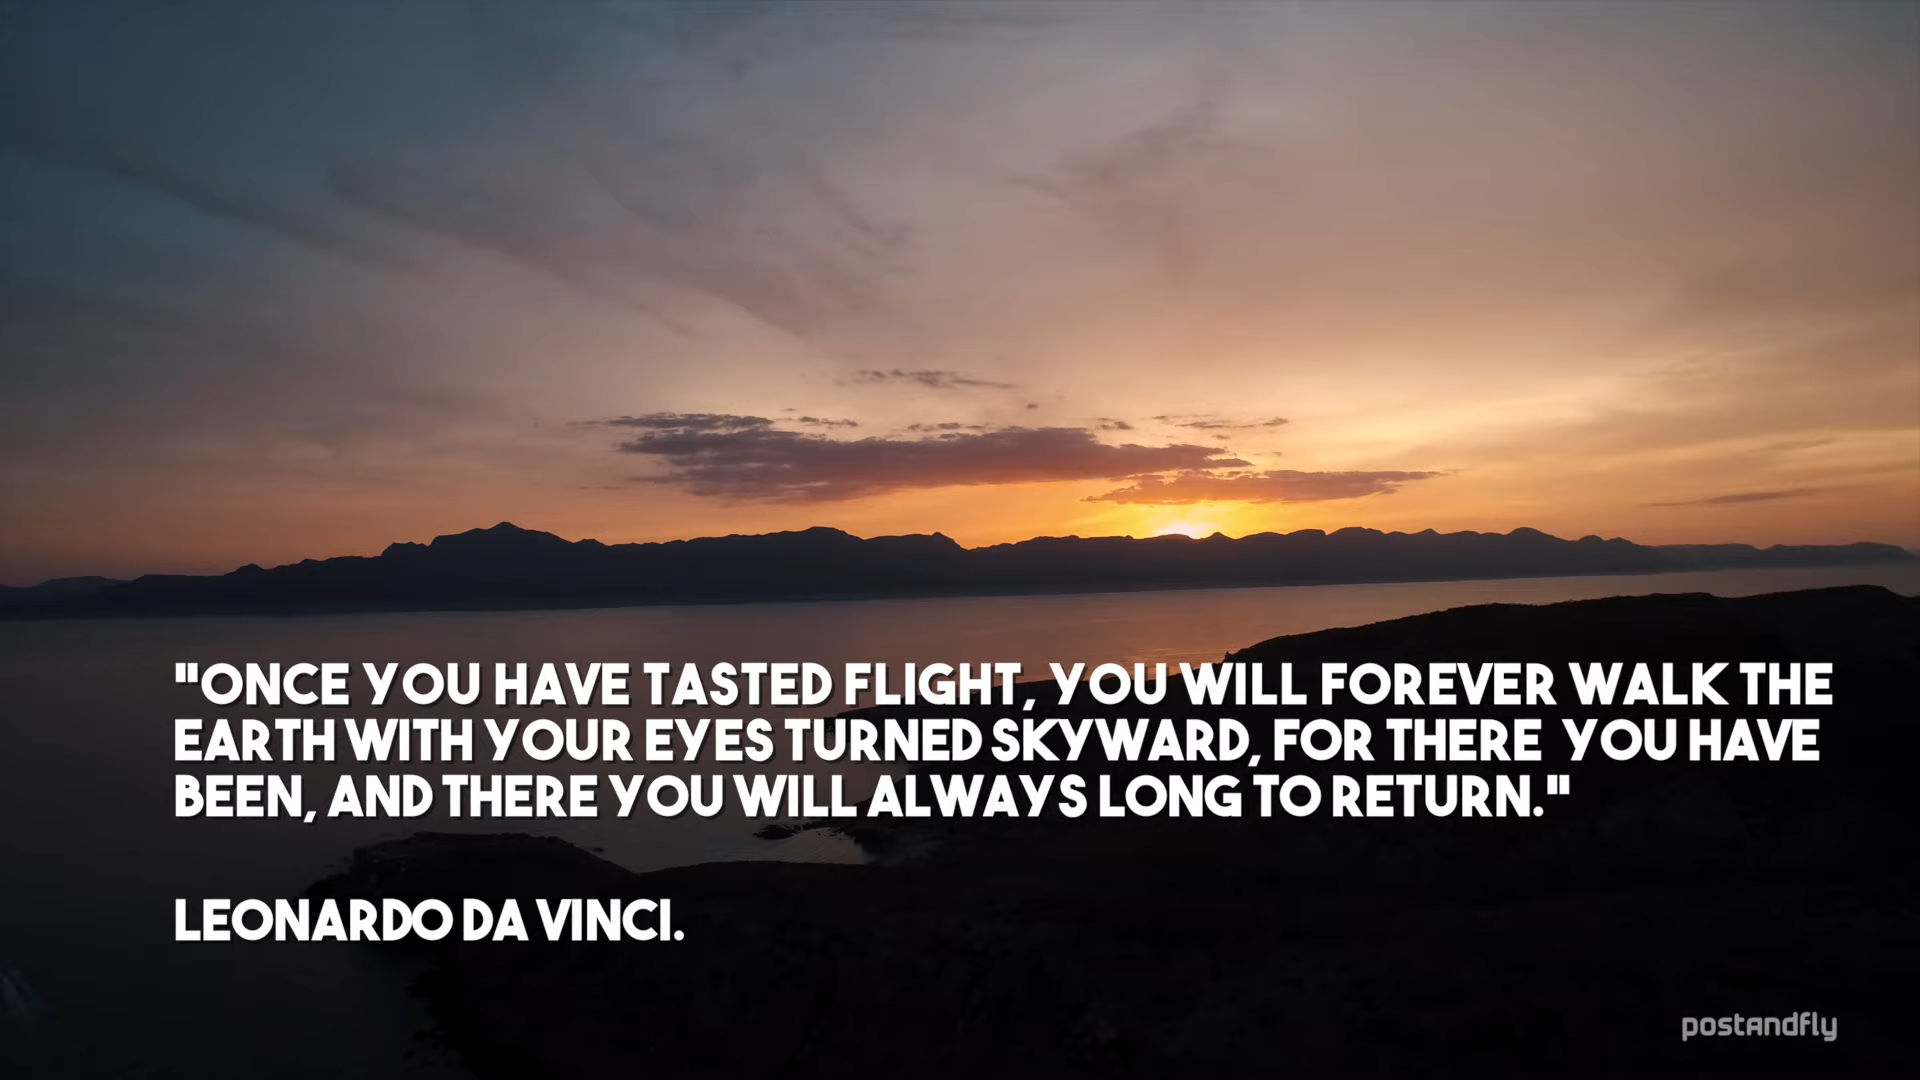 "ONCE YOU HAVE TASTED FLIGHT, YOU WILL FOREVER WALK THE
EARTH WITH YOUR EYES TURNED SKYWARD, FOR THERE YOU HAVE
BEEN, AND THERE YOU WILL ALWAYS LONG TO RETURN."
LEONARDO DA VINCI.
postandfly